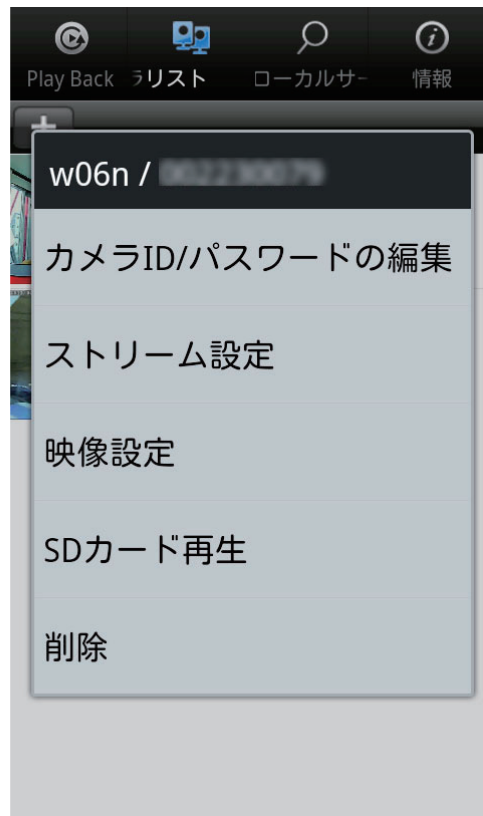 Play Back ラリスト ローカルサー 情報
w06n /
カメラID/パスワードの編集
ストリーム設定
映像設定
SDカード再生
削除